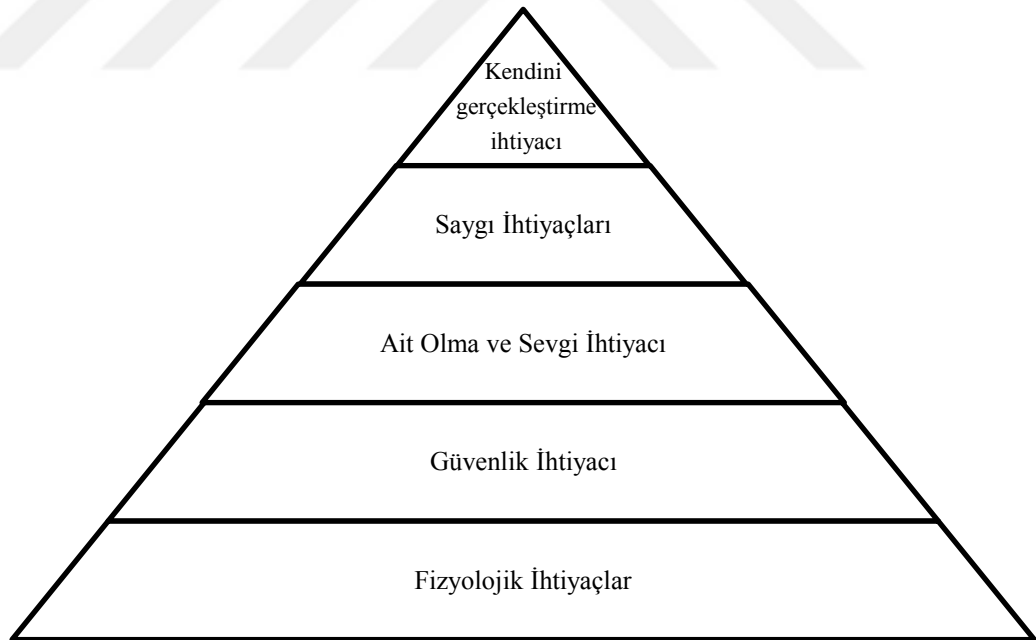 Kendini
gerçekleştirme
ihtiyacı
Saygı İhtiyaçları
Ait Olma ve Sevgi İhtiyacı
Güvenlik İhtiyacı
Fizyolojik İhtiyaçlar